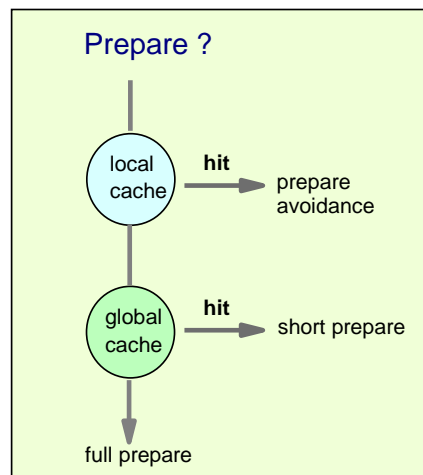 Prepare ?
local
cache
hit
prepare
avoidance
global
cache
hit
short prepare
full prepare